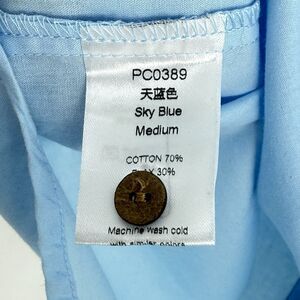 PC0389
天蓝色
Sky Blue
Medium
COTTON 70%
30%
Machine wash cold
with similar colors